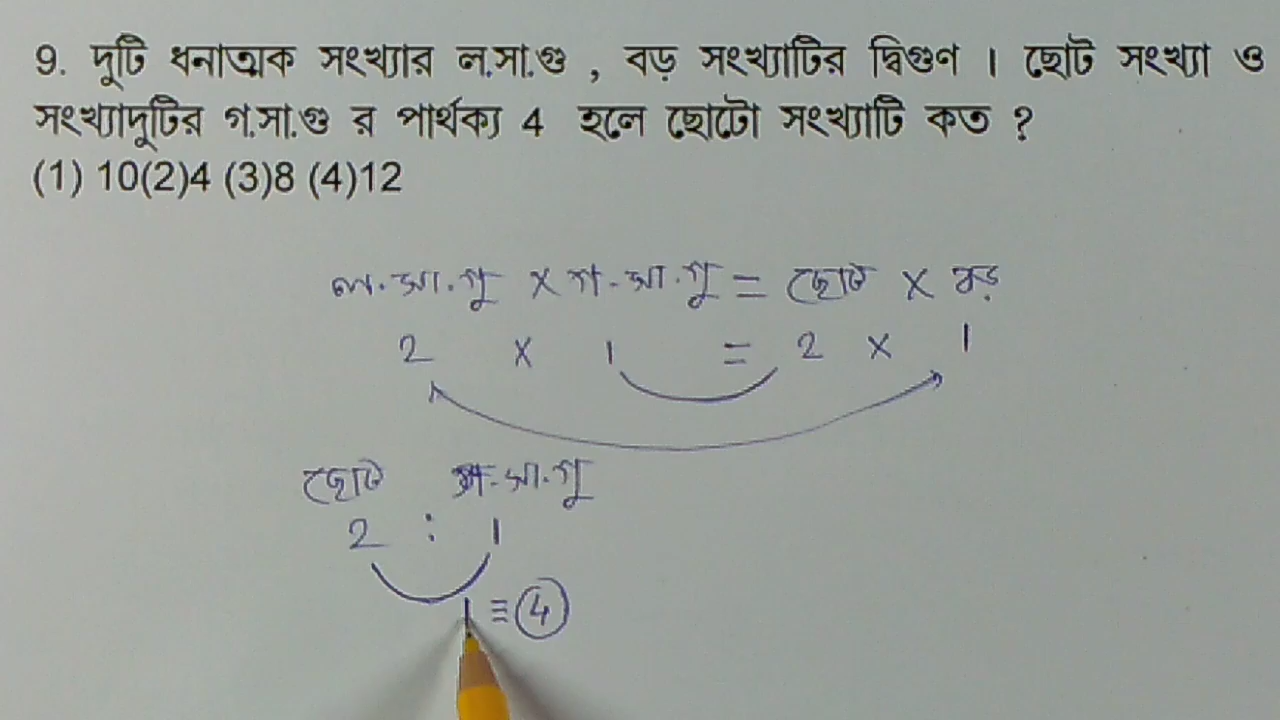 9. দুটি ধনাত্মক সংখ্যার ল.সা.গু , বড় সংখ্যাটির দ্বিগুণ । ছোট সংখ্যা ও
সংখ্যাদুটির গ.সা.গু র পার্থক্য 4 হলে ছোটো সংখ্যাটি কত ?
(1) 10(2)4 (3)8 (4)12
ল.সা.গু × গ.সা.গু = ছোট × বড়
2 × 1 = 2 × 1
ছোট গ.সা.গু
2 : 1
1 ≡ 4